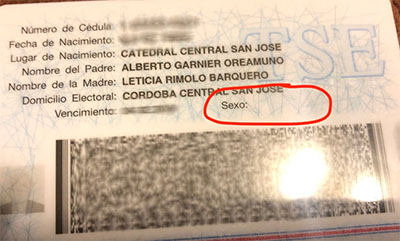 Número de Cédula:
Fecha de Nacimiento:
Lugar de Nacimiento: CATEDRAL CENTRAL SAN JOSE
Nombre del Padre: ALBERTO GARNIER OREAMUNO
Nombre de la Madre: LETICIA RIMOLO BARQUERO
Domicilio Electoral: CORDOBA CENTRAL SAN JOSE
Vencimiento: Sexo:
TSE